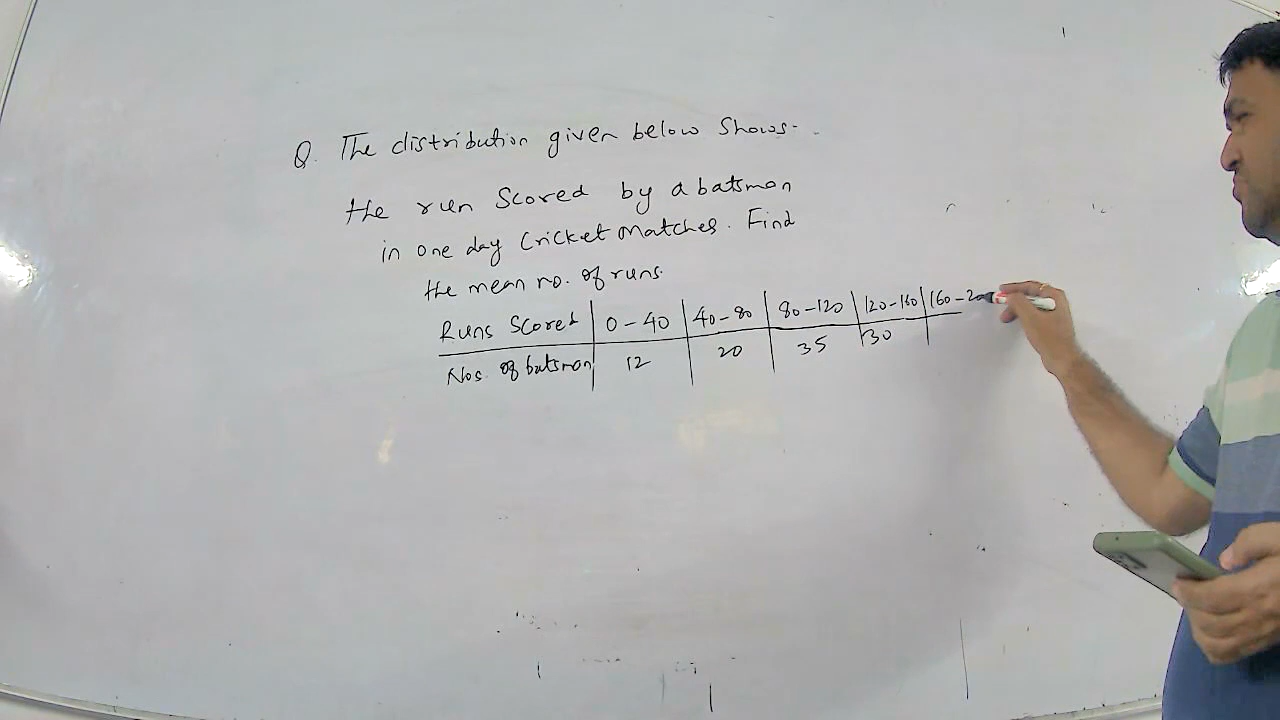 Q. The distribution given below shows.
the run Scored by a batsman
in one day Cricket Matches. Find
the mean no. of runs.
Runs Scored 0-40 40-80 80-120 120-160 160-200
Nos. of batsman 12 20 35 30